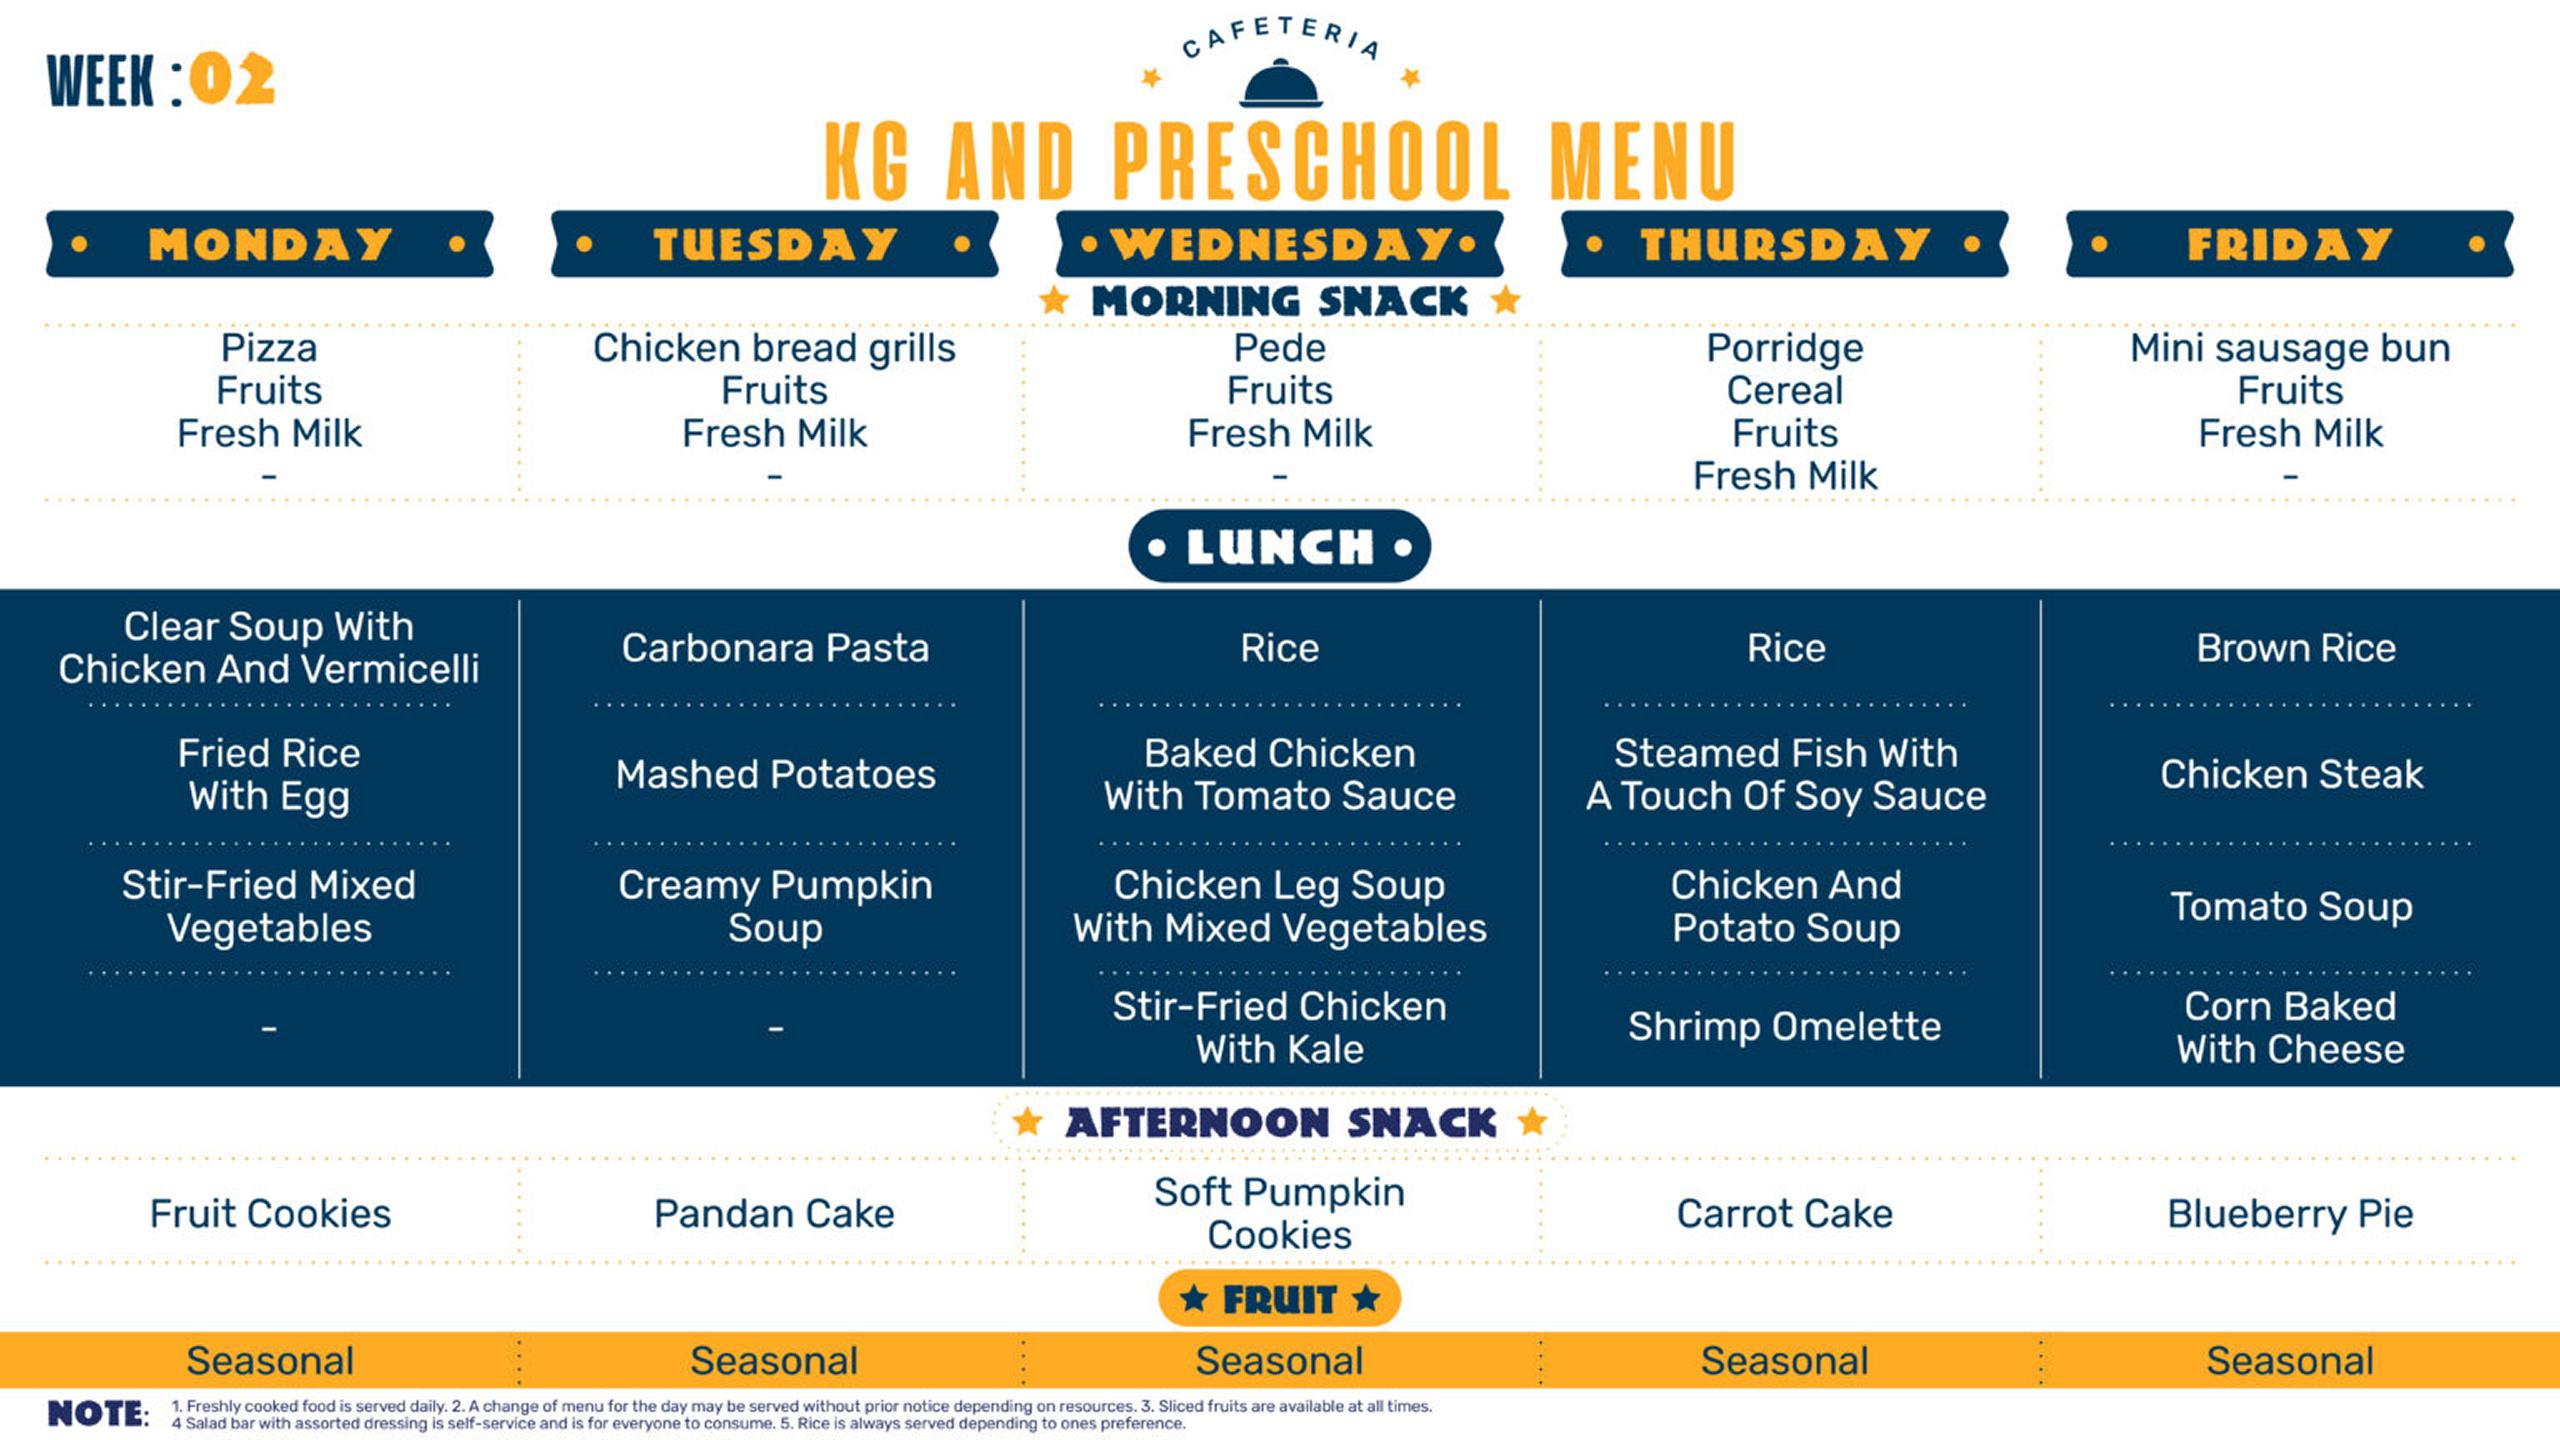 WEEK :02
CAFETERIA
KG AND PRESCHOOL MENU
MONDAY
TUESDAY
WEDNESDAY
THURSDAY
FRIDAY
MORNING SNACK
Pizza
Fruits
Fresh Milk
-
Chicken bread grills
Fruits
Fresh Milk
-
Pede
Fruits
Fresh Milk
-
Porridge
Cereal
Fruits
Fresh Milk
Mini sausage bun
Fruits
Fresh Milk
-
LUNCH
Clear Soup With
Chicken And Vermicelli
Fried Rice
With Egg
Stir-Fried Mixed
Vegetables
-
Carbonara Pasta
Mashed Potatoes
Creamy Pumpkin
Soup
-
Rice
Baked Chicken
With Tomato Sauce
Chicken Leg Soup
With Mixed Vegetables
Stir-Fried Chicken
With Kale
Rice
Steamed Fish With
A Touch Of Soy Sauce
Chicken And
Potato Soup
Shrimp Omelette
Brown Rice
Chicken Steak
Tomato Soup
Corn Baked
With Cheese
AFTERNOON SNACK
Fruit Cookies
Pandan Cake
Soft Pumpkin
Cookies
Carrot Cake
Blueberry Pie
FRUIT
Seasonal
Seasonal
Seasonal
Seasonal
Seasonal
NOTE: 1. Freshly cooked food is served daily. 2. A change of menu for the day may be served without prior notice depending on resources. 3. Sliced fruits are available at all times.
4 Salad bar with assorted dressing is self-service and is for everyone to consume. 5. Rice is always served depending to ones preference.